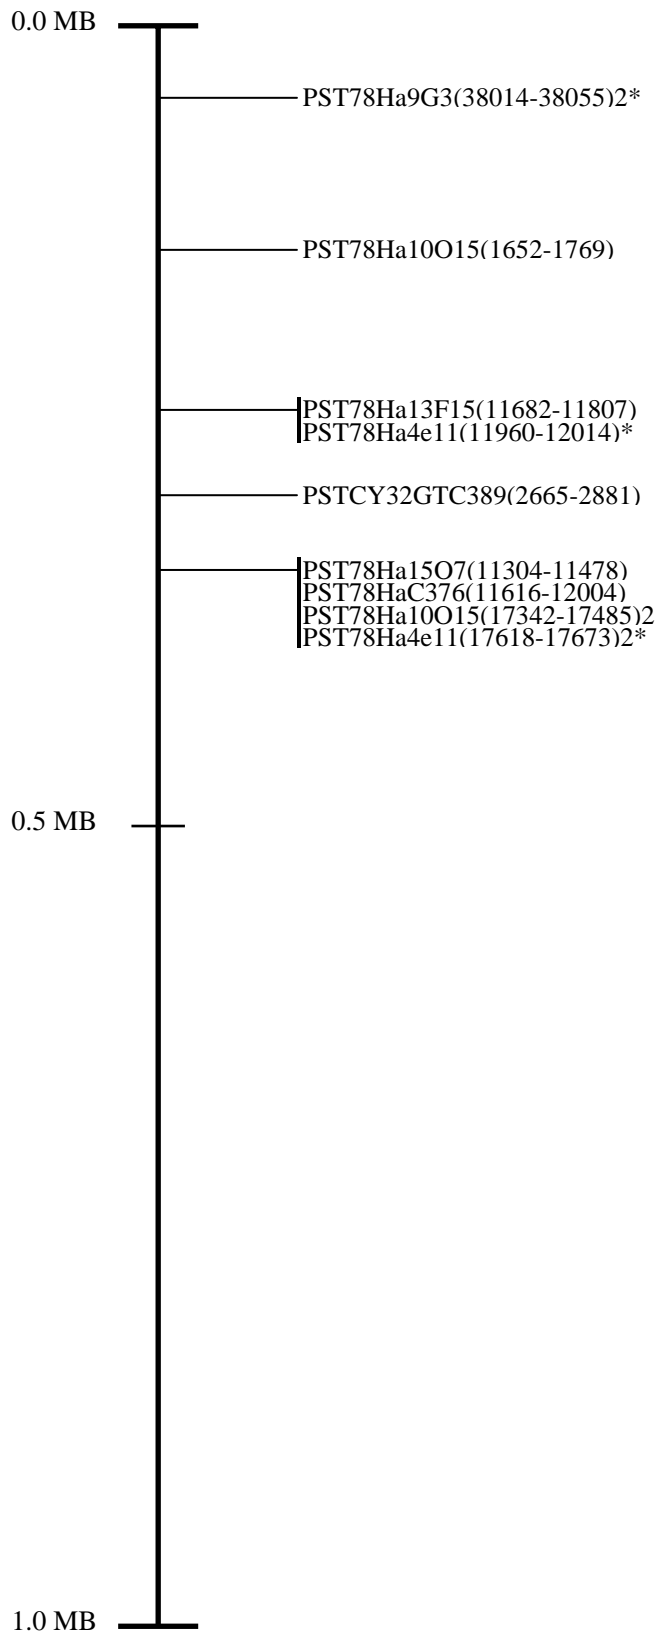 0.0 MB
PST78Ha9G3(38014-38055)2*
PST78Ha10O15(1652-1769)
PST78Ha13F15(11682-11807)
PST78Ha4e11(11960-12014)*
PSTCY32GTC389(2665-2881)
PST78Ha15O7(11304-11478)
PST78HaC376(11616-12004)
PST78Ha10O15(17342-17485)2
PST78Ha4e11(17618-17673)2*
0.5 MB
1.0 MB